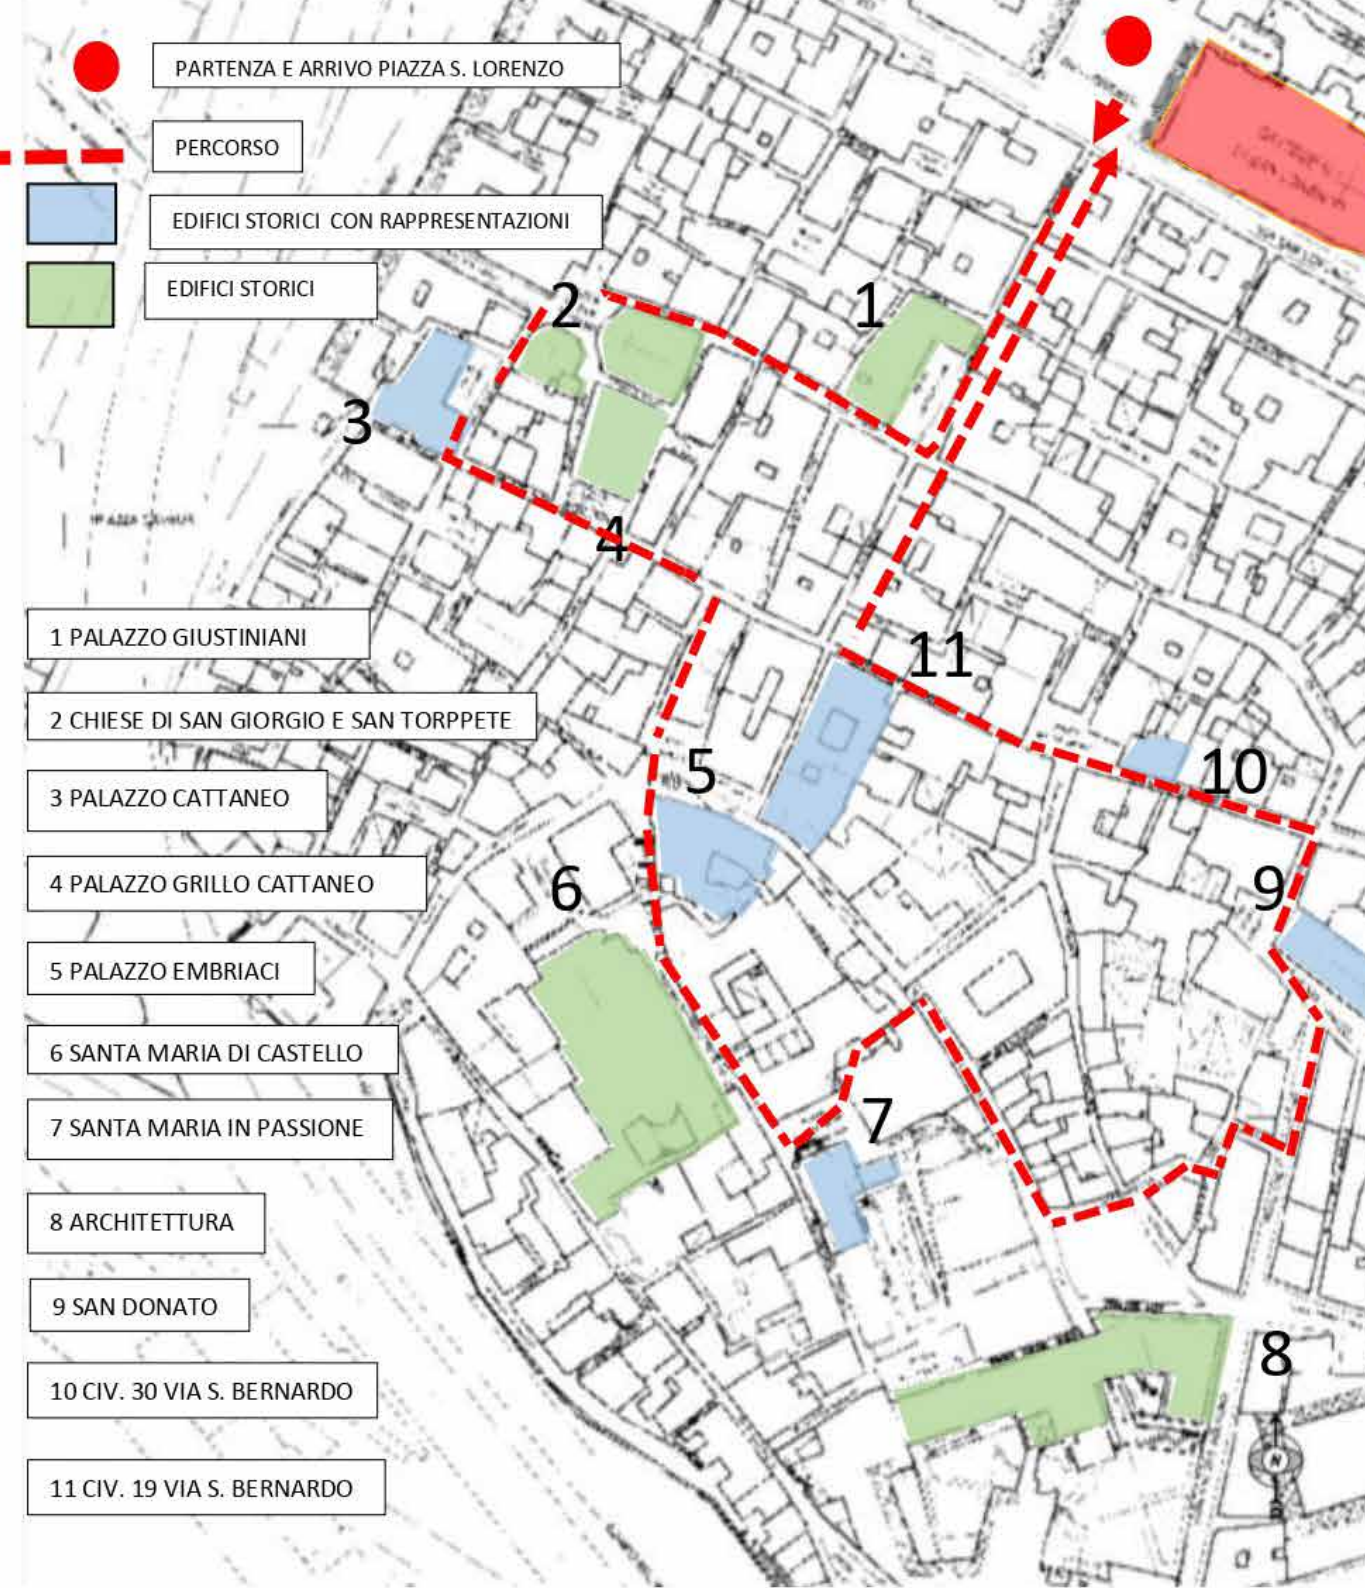 PARTENZA E ARRIVO PIAZZA S. LORENZO
PERCORSO
EDIFICI STORICI CON RAPPRESENTAZIONI
EDIFICI STORICI
1
2
3
4
11
5
10
6
9
7
8
N
1 PALAZZO GIUSTINIANI
2 CHIESE DI SAN GIORGIO E SAN TORPPETE
3 PALAZZO CATTANEO
4 PALAZZO GRILLO CATTANEO
5 PALAZZO EMBRIACI
6 SANTA MARIA DI CASTELLO
7 SANTA MARIA IN PASSIONE
8 ARCHITETTURA
9 SAN DONATO
10 CIV. 30 VIA S. BERNARDO
11 CIV. 19 VIA S. BERNARDO